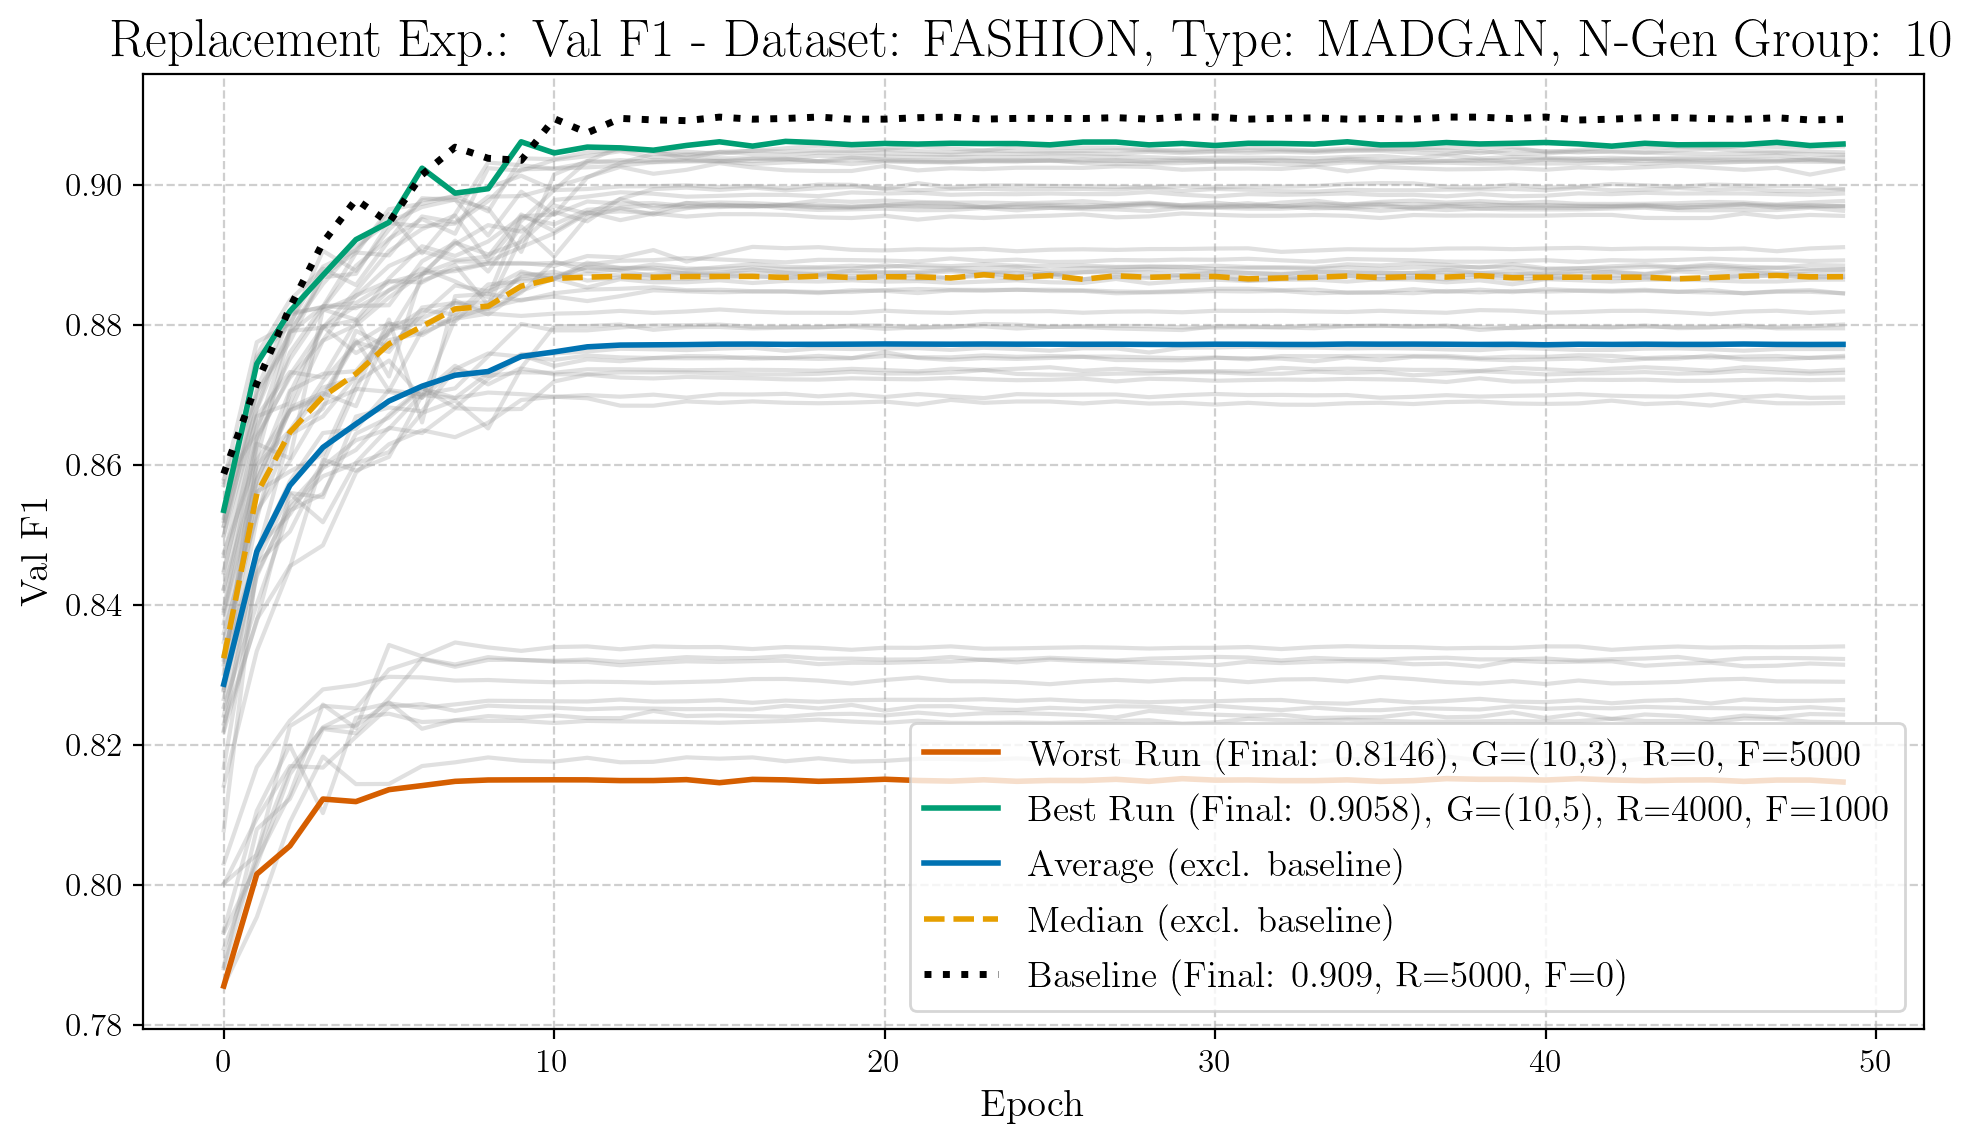 Replacement Exp.: Val F1 - Dataset: FASHION, Type: MADGAN, N-Gen Group: 10
Val F1
0.90
0.88
0.86
0.84
0.82
0.80
0.78
Worst Run (Final: 0.8146), G=(10,3), R=0, F=5000
Best Run (Final: 0.9058), G=(10,5), R=4000, F=1000
Average (excl. baseline)
Median (excl. baseline)
Baseline (Final: 0.909, R=5000, F=0)
0 10 20 30 40 50
Epoch